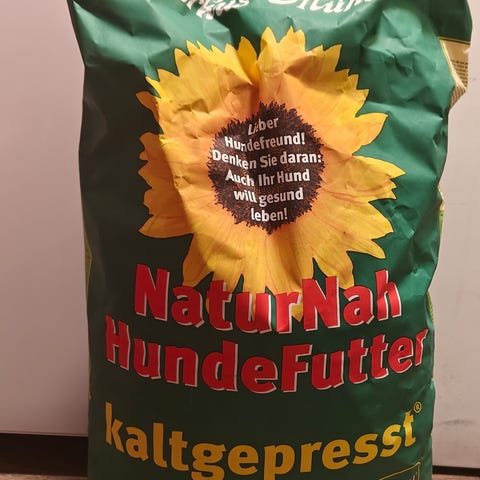 Lieber
Hundefreund!
Denken Sie daran:
Auch Ihr Hund
will gesund
leben!
NaturNah
HundeFutter
kaltgepresst®